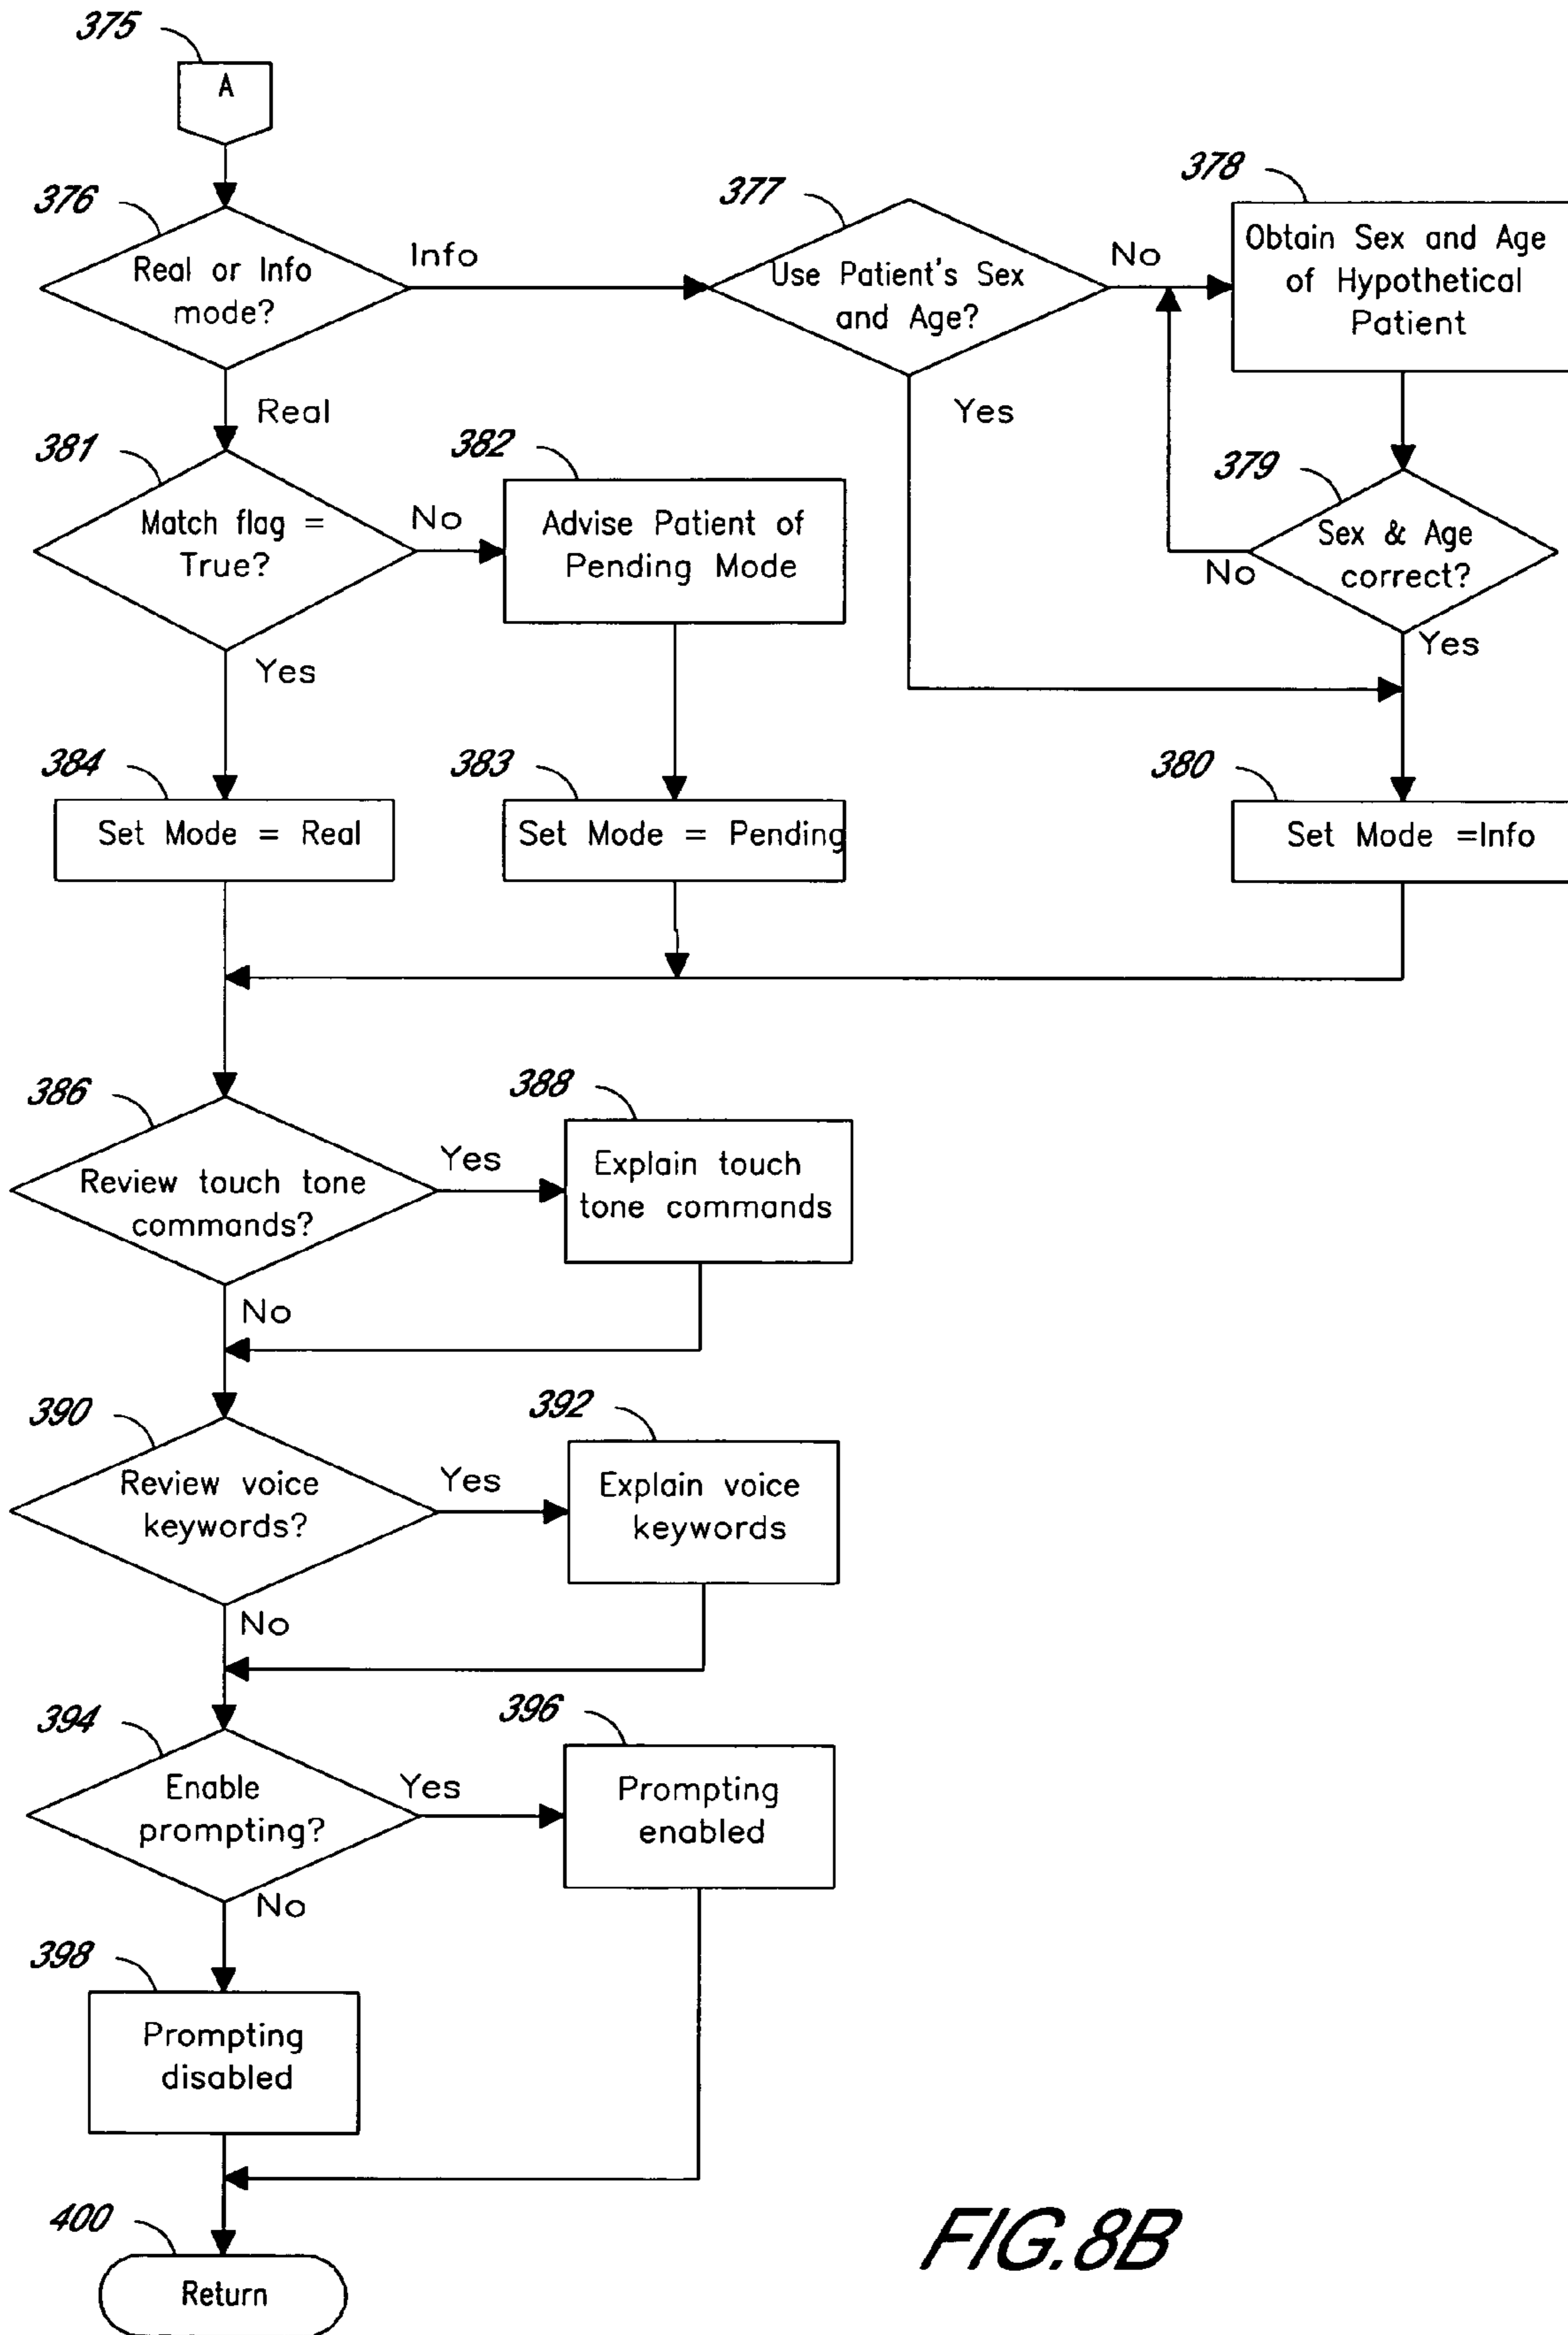 375
A
376
Real or Info
mode?
Info
377
Use Patient's Sex
and Age?
No
378
Obtain Sex and Age
of Hypothetical
Patient
Real
Yes
381
Match flag =
True?
No
382
Advise Patient of
Pending Mode
379
Sex & Age
correct?
No
Yes
Yes
384
Set Mode = Real
383
Set Mode = Pending
380
Set Mode =Info
386
Review touch tone
commands?
Yes
388
Explain touch
tone commands
No
390
Review voice
keywords?
Yes
392
Explain voice
keywords
No
394
Enable
prompting?
Yes
396
Prompting
enabled
No
398
Prompting
disabled
400
Return
FIG.8B